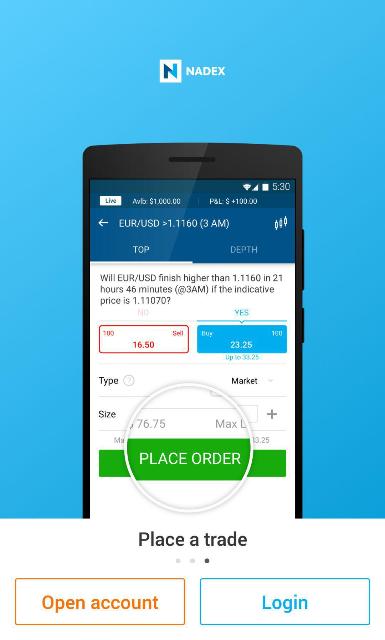 NADEX
5:30
Live Avlb: $1,000.00 P&L: $ +100.00
EUR/USD >1.1160 (3 AM)
TOP DEPTH
Will EUR/USD finish higher than 1.1160 in 21
hours 46 minutes (@3AM) if the indicative
price is 1.11070?
NO YES
100 Sell Buy 100
16.50 23.25
Up to 33.25
Type ? Market
Size +
76.75 Max L
Ma 33.25
PLACE ORDER
Place a trade
Open account Login